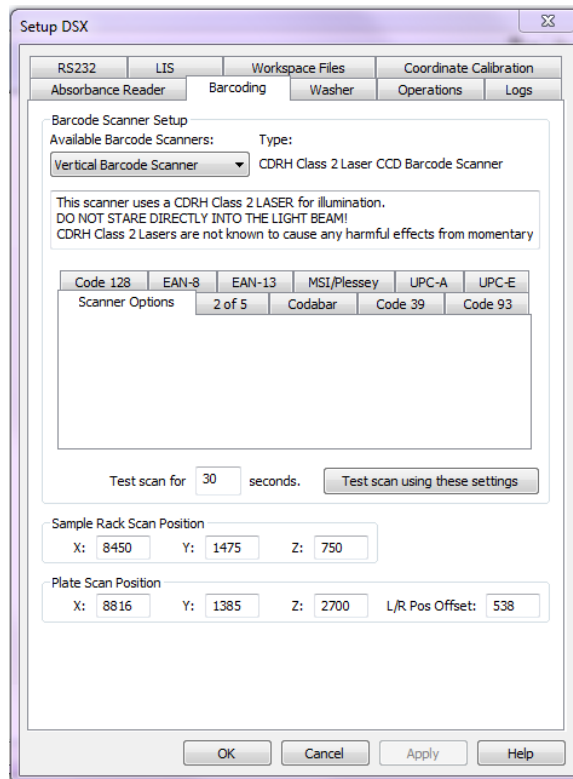 Setup DSX
RS232 LIS Workspace Files Coordinate Calibration
Absorbance Reader Barcoding Washer Operations Logs
Barcode Scanner Setup
Available Barcode Scanners: Type:
Vertical Barcode Scanner CDRH Class 2 Laser CCD Barcode Scanner
This scanner uses a CDRH Class 2 LASER for illumination.
DO NOT STARE DIRECTLY INTO THE LIGHT BEAM!
CDRH Class 2 Lasers are not known to cause any harmful effects from momentary
Code 128 EAN-8 EAN-13 MSI/Plessey UPC-A UPC-E
Scanner Options 2 of 5 Codabar Code 39 Code 93
Test scan for 30 seconds. Test scan using these settings
Sample Rack Scan Position
X: 8450 Y: 1475 Z: 750
Plate Scan Position
X: 8816 Y: 1385 Z: 2700 L/R Pos Offset: 538
OK Cancel Apply Help